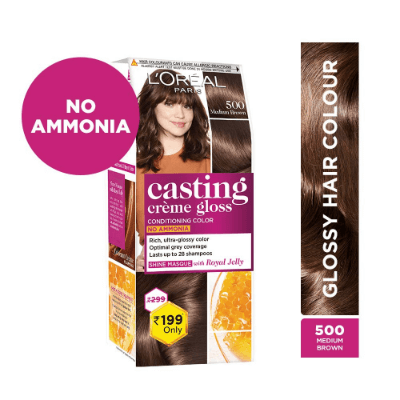 NO
AMMONIA
L'ORÉAL
PARIS
500
Medium Brown
casting
crème gloss
CONDITIONING COLOR
NO AMMONIA
Rich, ultra-glossy color
Optimal grey coverage
Lasts up to 28 shampoos
SHINE MASQUE with Royal Jelly
₹299
₹199
Only
GLOSSY HAIR COLOUR
500
MEDIUM
BROWN